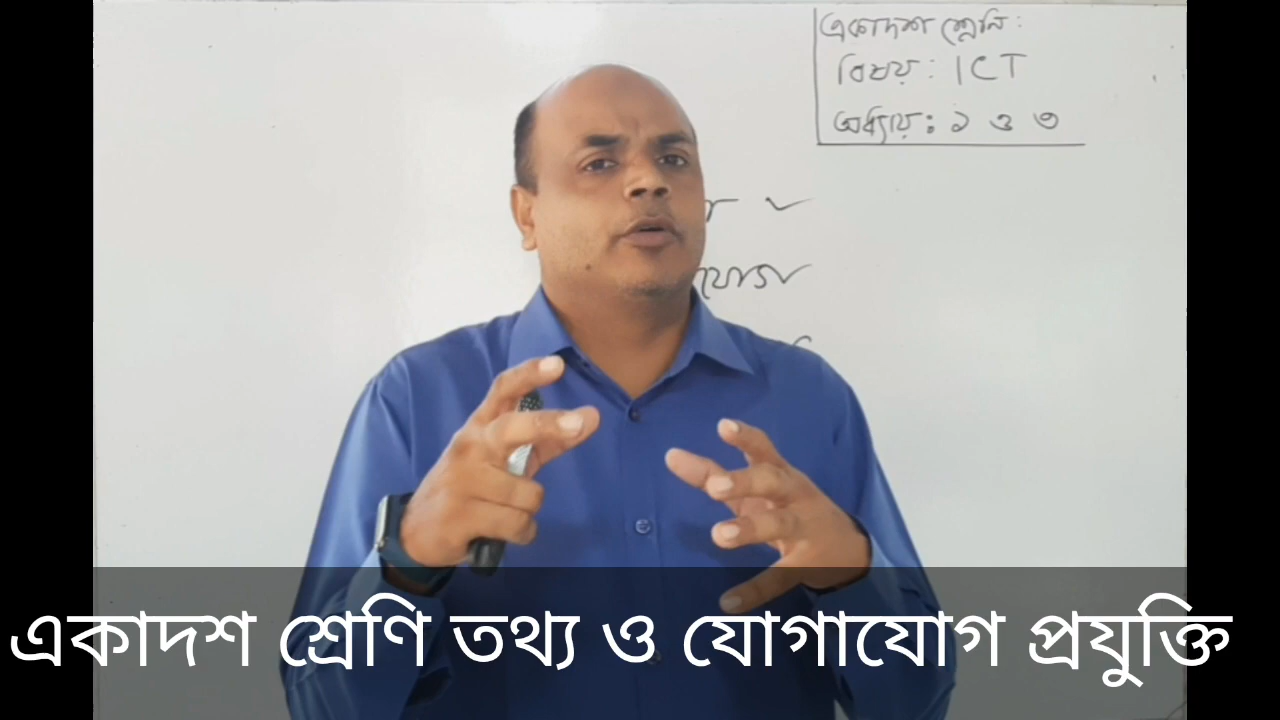 একাদশ শ্রেনি:
বিষয়: ICT
অধ্যায়: ১ ও ৩
একাদশ শ্রেণি তথ্য ও যোগাযোগ প্রযুক্তি